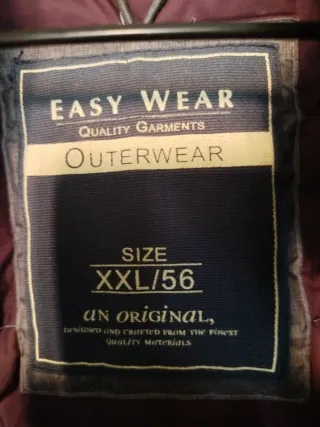 EASY WEAR
QUALITY GARMENTS
OUTERWEAR
SIZE
XXL/56
AN ORIGINAL,
DESIGNED AND CRAFTED FROM THE FINEST
QUALITY MATERIALS